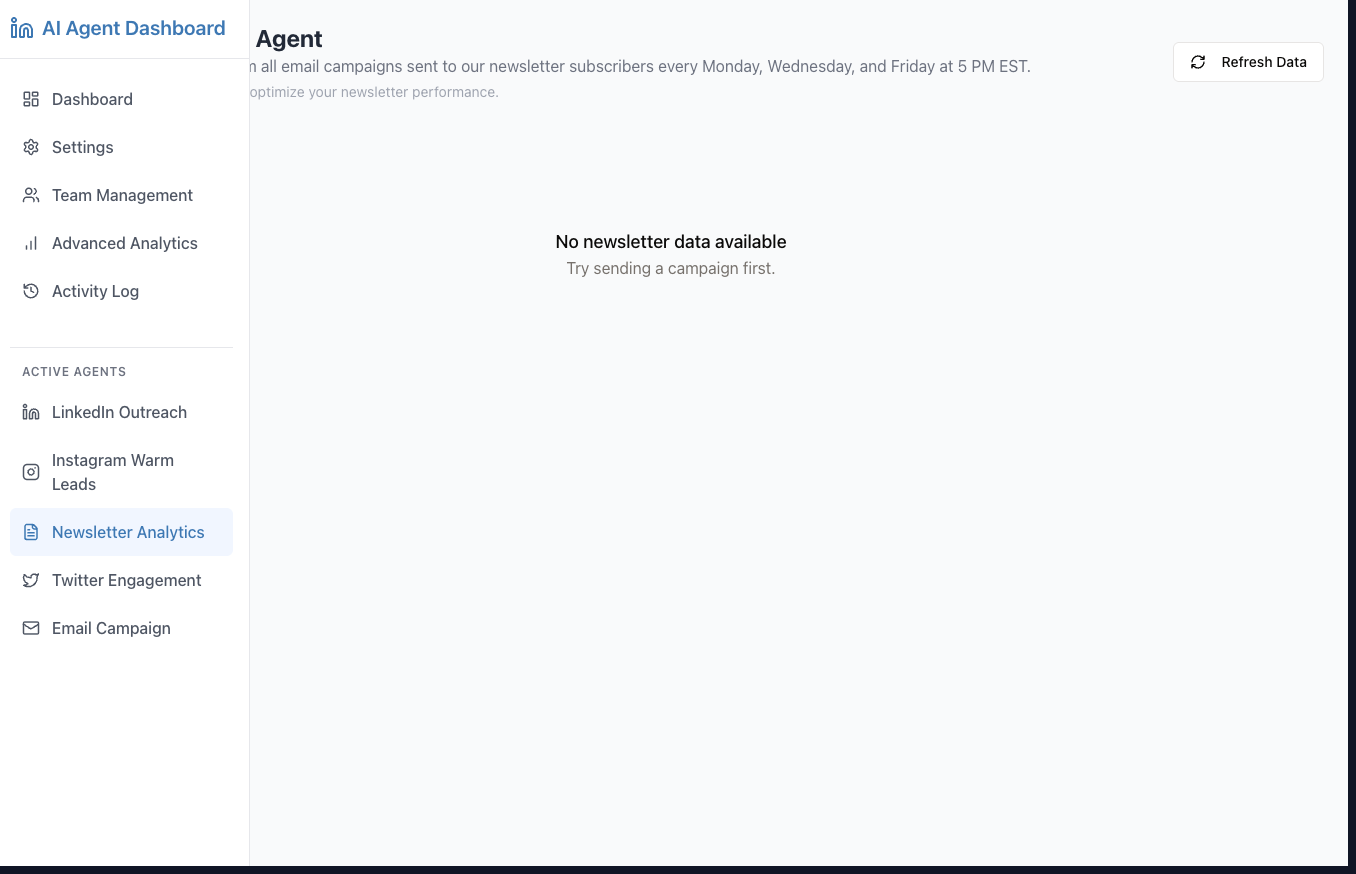 AI Agent Dashboard
Dashboard
Settings
Team Management
Advanced Analytics
Activity Log
ACTIVE AGENTS
LinkedIn Outreach
Instagram Warm
Leads
Newsletter Analytics
Twitter Engagement
Email Campaign
Agent
all email campaigns sent to our newsletter subscribers every Monday, Wednesday, and Friday at 5 PM EST.
optimize your newsletter performance.
Refresh Data
No newsletter data available
Try sending a campaign first.